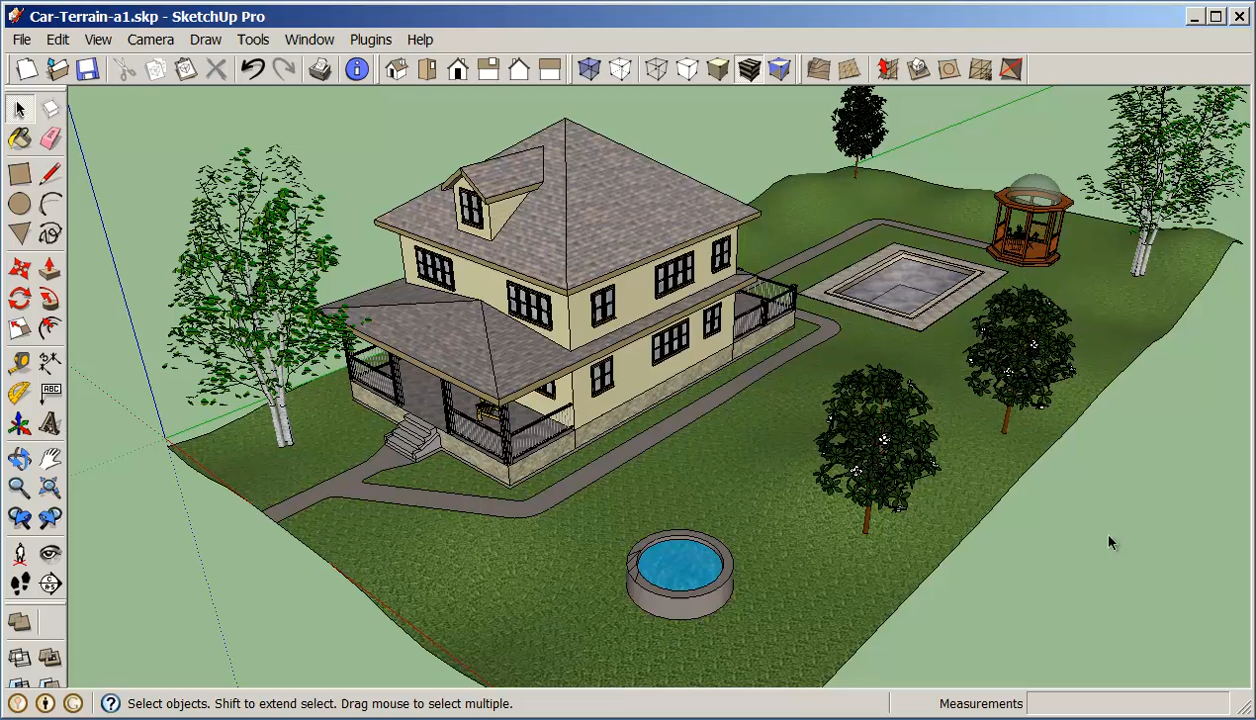 Car-Terrain-a1.skp - SketchUp Pro
File Edit View Camera Draw Tools Window Plugins Help
ABC
Select objects. Shift to extend select. Drag mouse to select multiple.
Measurements